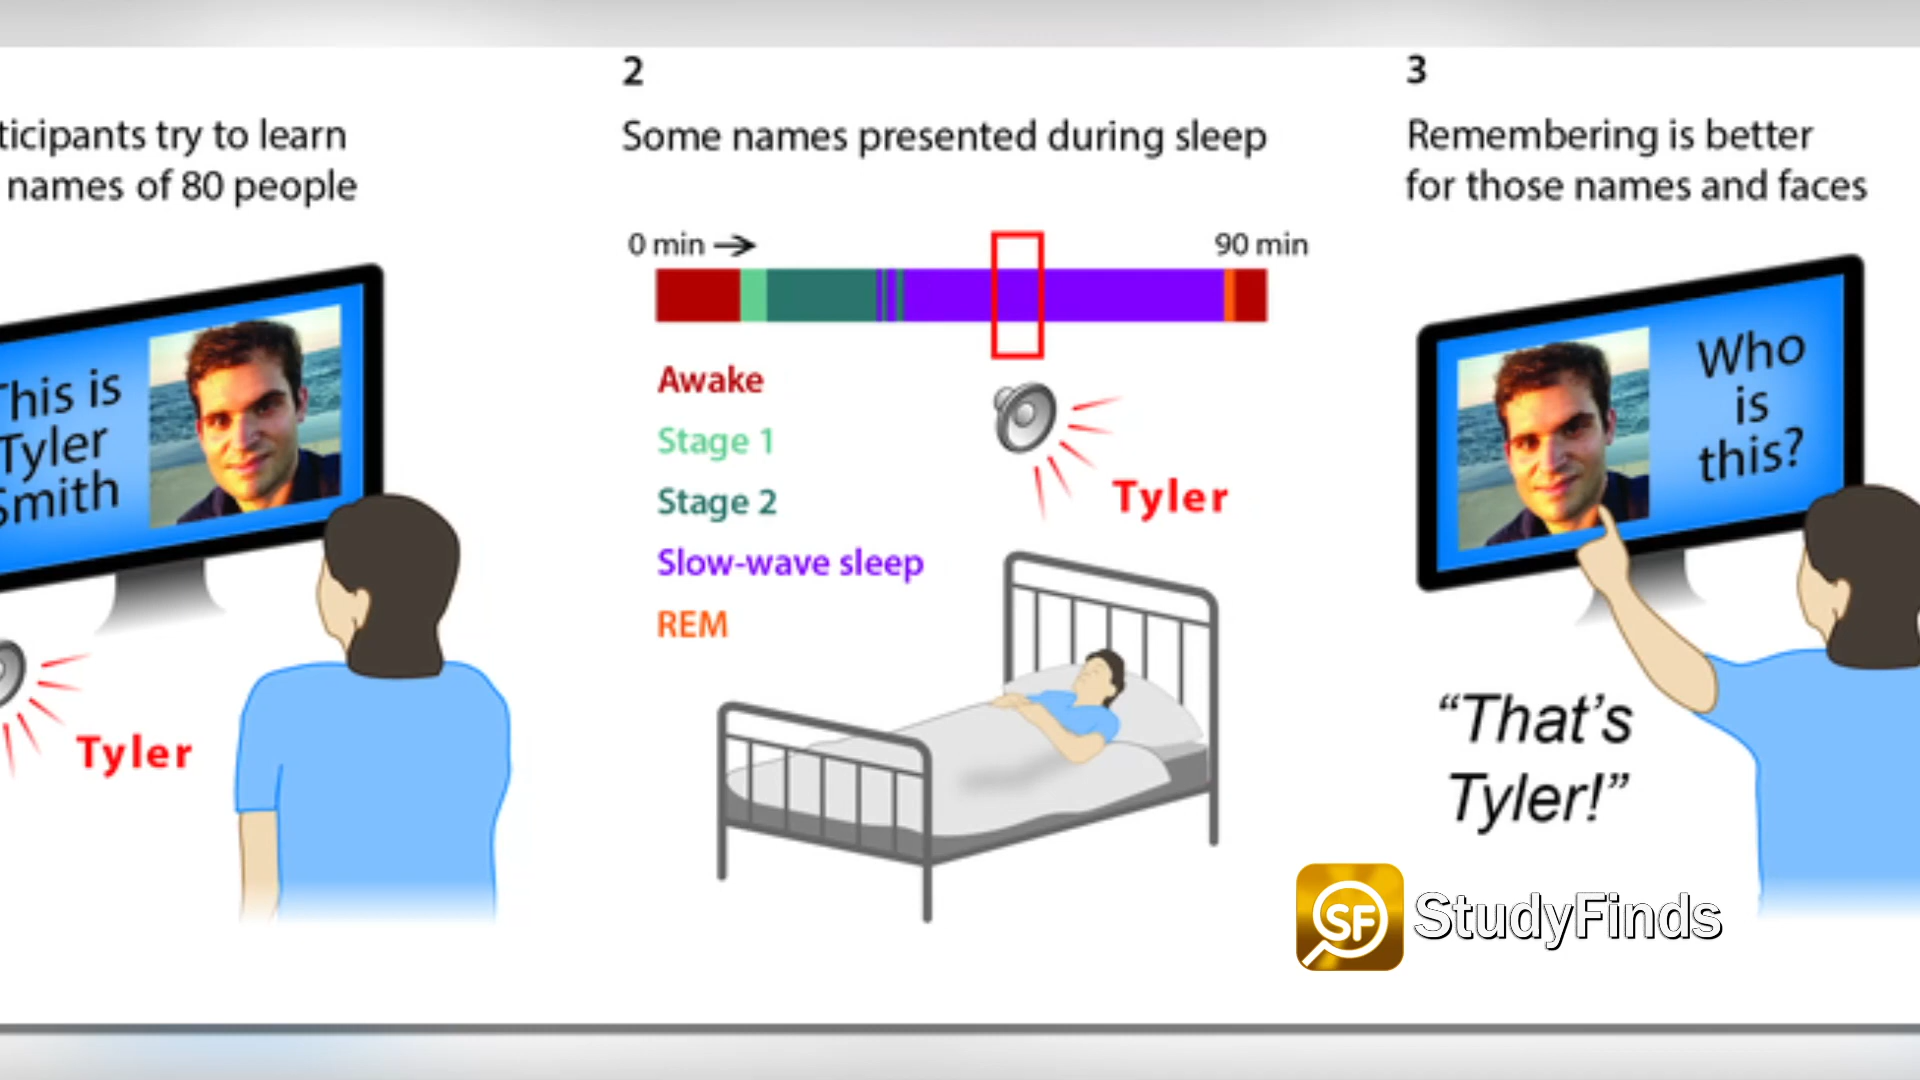 ticipants try to learn
names of 80 people
This is
Tyler
Smith
Tyler
2
Some names presented during sleep
0 min → 90 min
Awake
Stage 1
Stage 2
Slow-wave sleep
REM
Tyler
3
Remembering is better
for those names and faces
Who
is
this?
“That’s
Tyler!”
SF StudyFinds